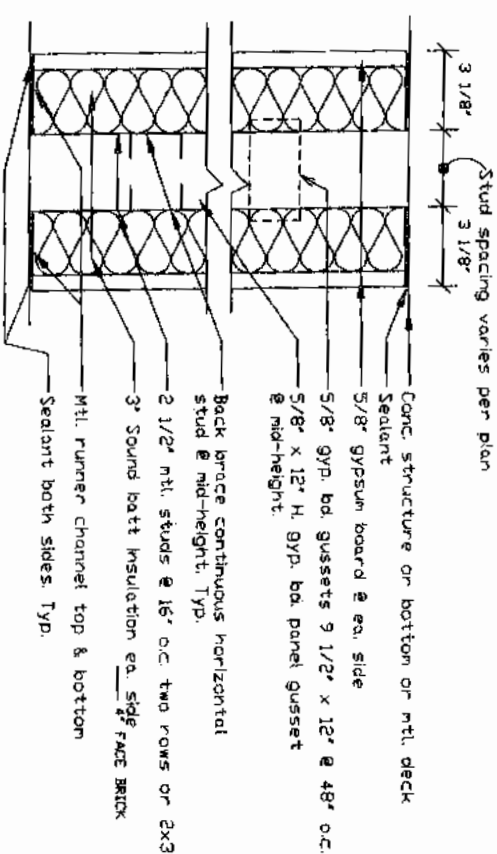 Stud spacing varies per plan
3 1/8"
3 1/8"
Conc. structure or bottom or mtl. deck
Sealant
5/8" gypsum board @ ea. side
5/8" gyp. bd. gussets 9 1/2" x 12" @ 48" o.c.
5/8" x 12" H. gyp. bd. panel gusset
@ mid-height.
Back brace continuous horizontal
stud @ mid-height. Typ.
2 1/2" mtl. studs @ 16" o.c. two rows or 2x3
3" Sound batt insulation ea. side
4" FACE BRICK
Mtl. runner channel top & bottom
Sealant both sides. Typ.